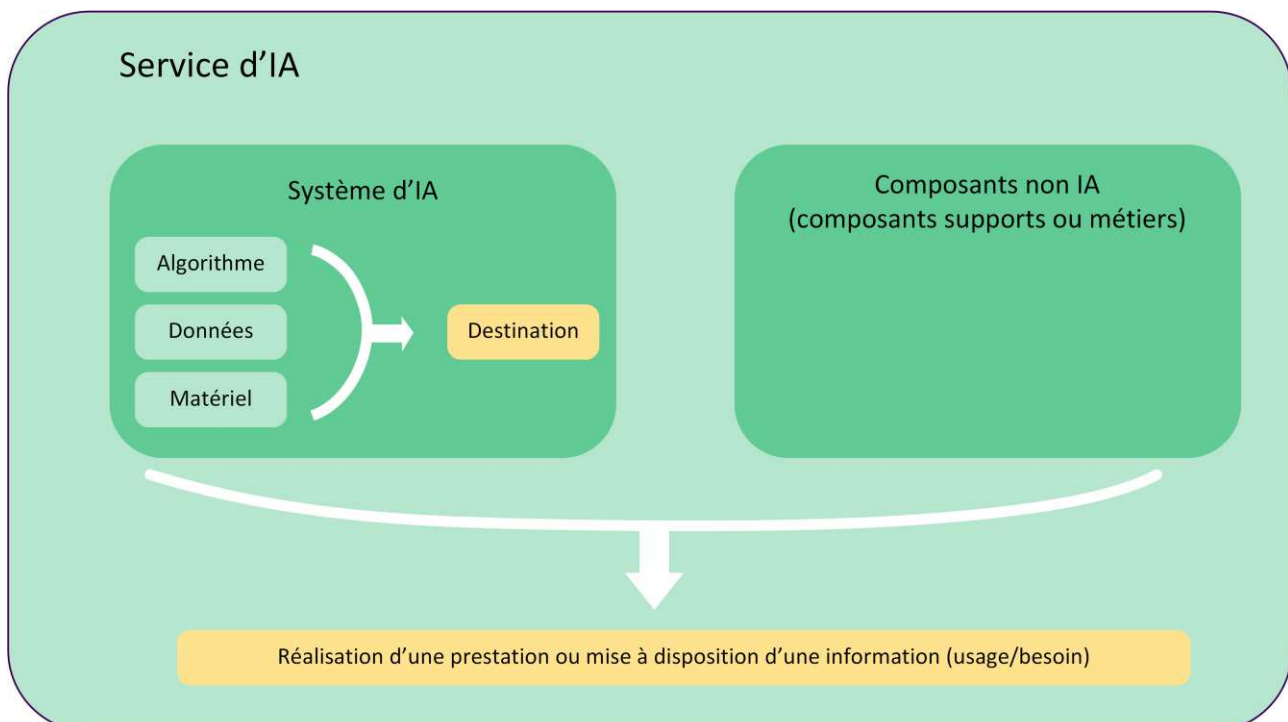 Service d’IA
Système d’IA
Algorithme
Données
Matériel
Destination
Composants non IA
(composants supports ou métiers)
Réalisation d’une prestation ou mise à disposition d’une information (usage/besoin)